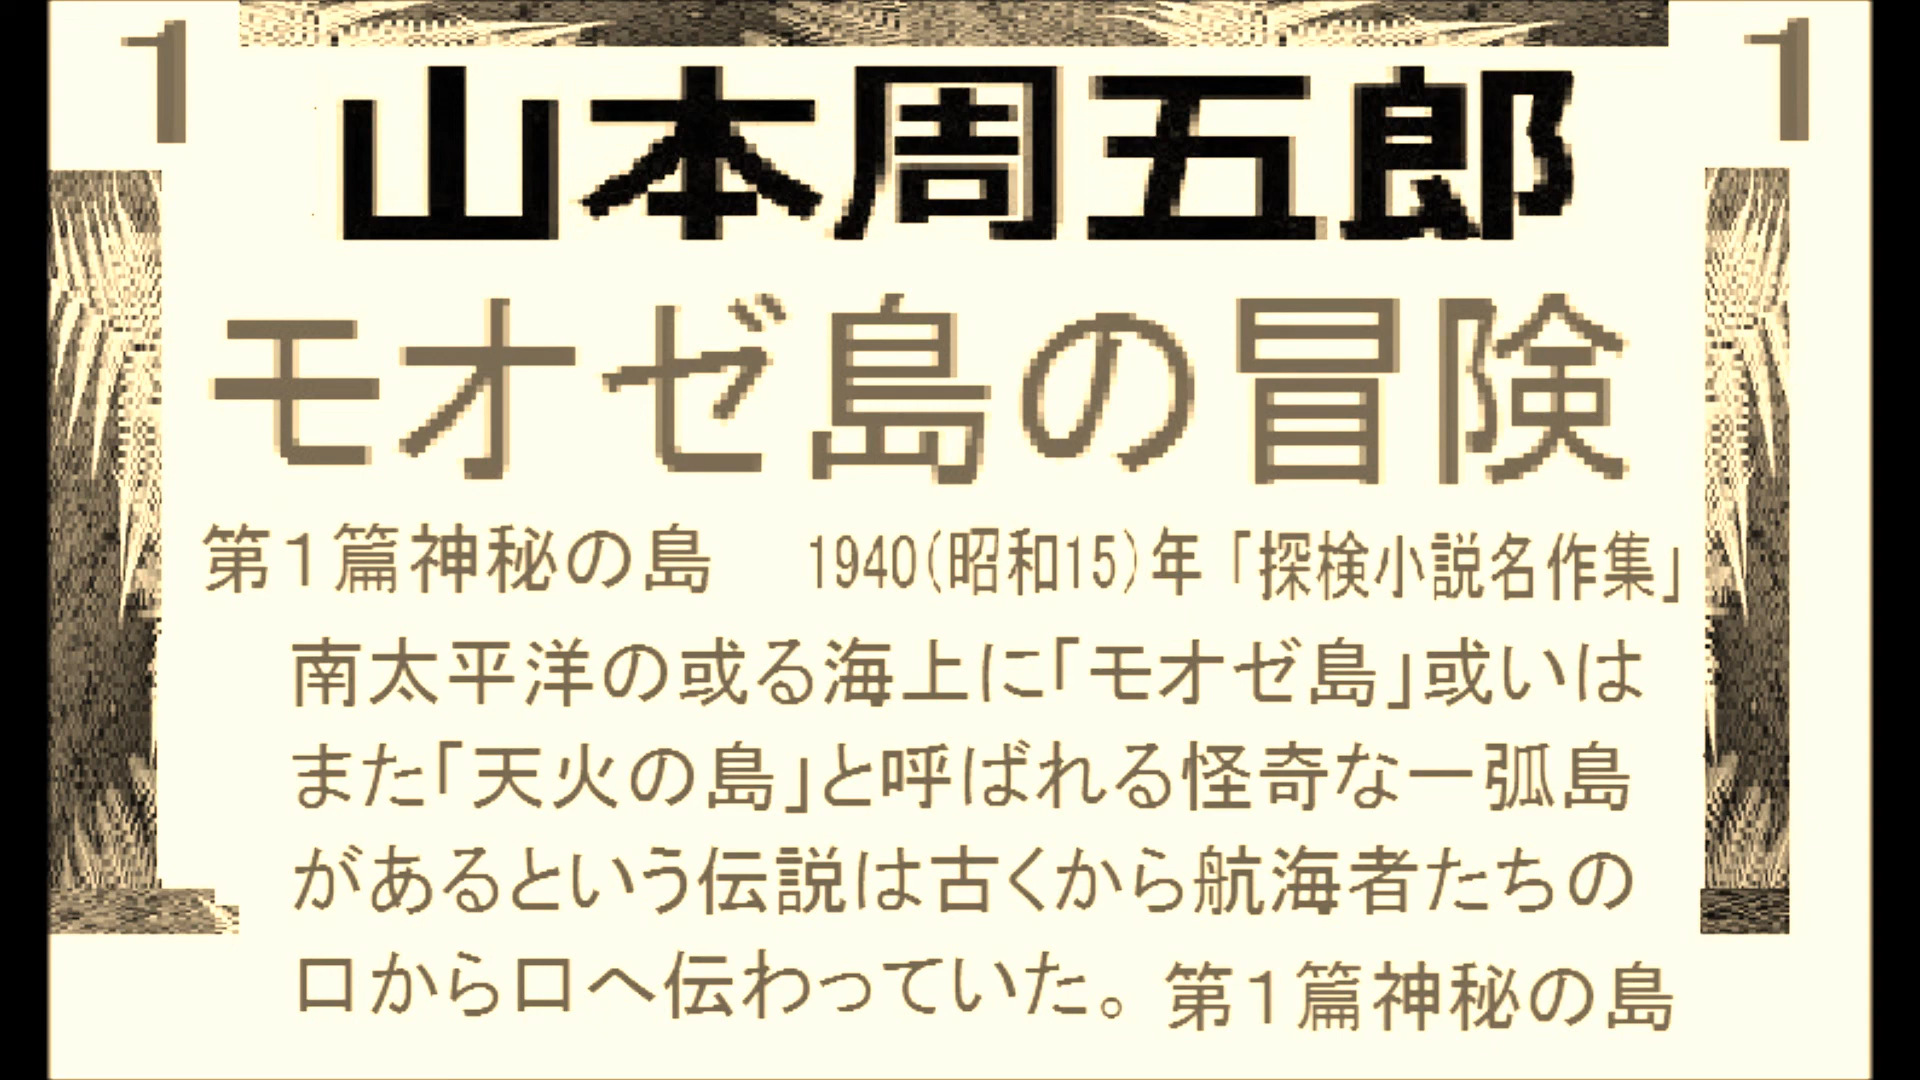 1 1
山本周五郎
モオゼ島の冒険
第1篇神秘の島 1940(昭和15)年「探検小説名作集」
南太平洋の或る海上に「モオゼ島」或いは
また「天火の島」と呼ばれる怪奇な一弧島
があるという伝説は古くから航海者たちの
口から口へ伝わっていた。第1篇神秘の島